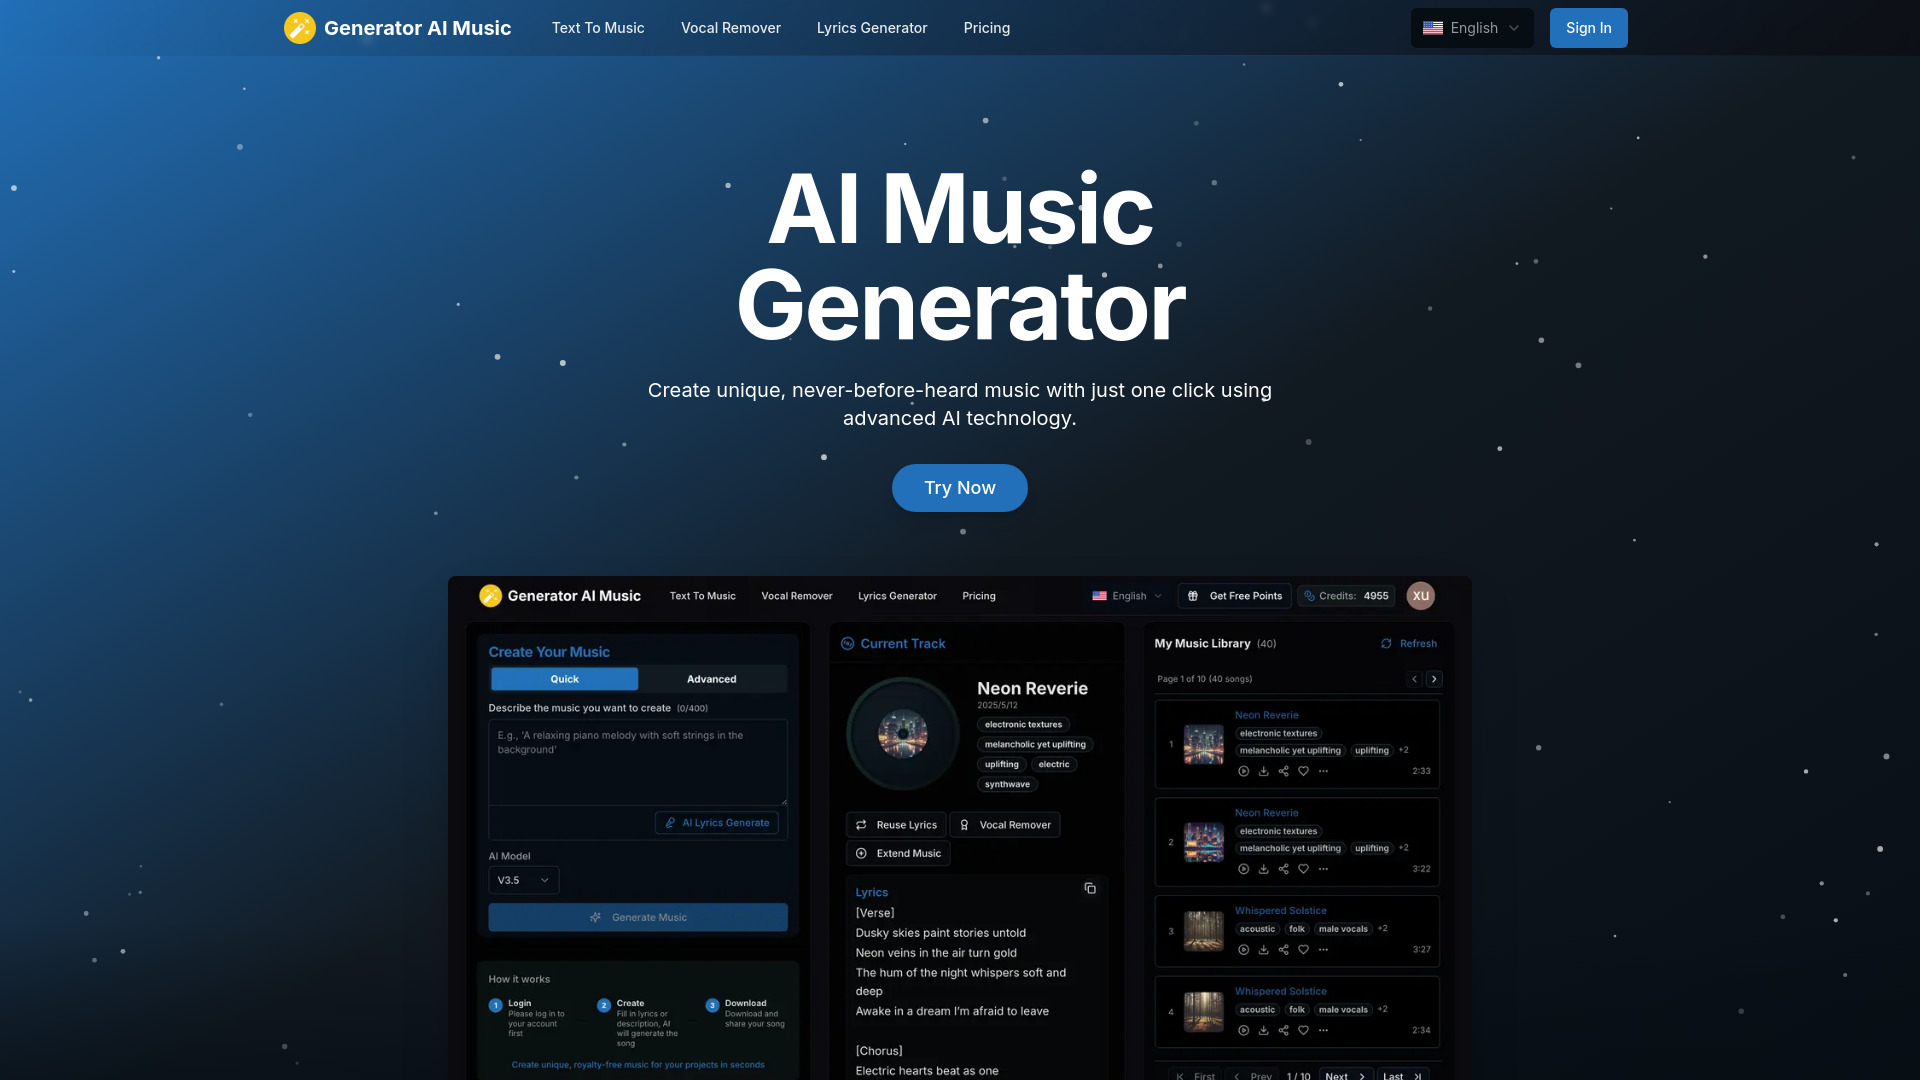 Generator AI Music
Text To Music
Vocal Remover
Lyrics Generator
Pricing
English
Sign In
AI Music
Generator
Create unique, never-before-heard music with just one click using
advanced AI technology.
Try Now
Generator AI Music
Text To Music
Vocal Remover
Lyrics Generator
Pricing
English
Get Free Points
Credits: 4955
XU
Create Your Music
Quick
Advanced
Describe the music you want to create (0/400)
E.g., 'A relaxing piano melody with soft strings in the
background'
AI Lyrics Generate
AI Model
V3.5
Generate Music
How it works
1
Login
Please log in to
your account
first
2
Create
Fill in lyrics or
description, AI
will generate the
song
3
Download
Download and
share your song
Create unique, royalty-free music for your projects in seconds
Current Track
Neon Reverie
2025/5/12
electronic textures
melancholic yet uplifting
uplifting
electric
synthwave
Reuse Lyrics
Vocal Remover
Extend Music
Lyrics
[Verse]
Dusky skies paint stories untold
Neon veins in the air turn gold
The hum of the night whispers soft and
deep
Awake in a dream I'm afraid to leave
[Chorus]
Electric hearts beat as one
My Music Library (40)
Refresh
Page 1 of 10 (40 songs)
1
Neon Reverie
electronic textures
melancholic yet uplifting
uplifting
+2
2:33
2
Neon Reverie
electronic textures
melancholic yet uplifting
uplifting
+2
3:22
3
Whispered Solstice
acoustic
folk
male vocals
+2
3:27
4
Whispered Solstice
acoustic
folk
male vocals
+2
2:34
First
Prev
1 / 10
Next
Last